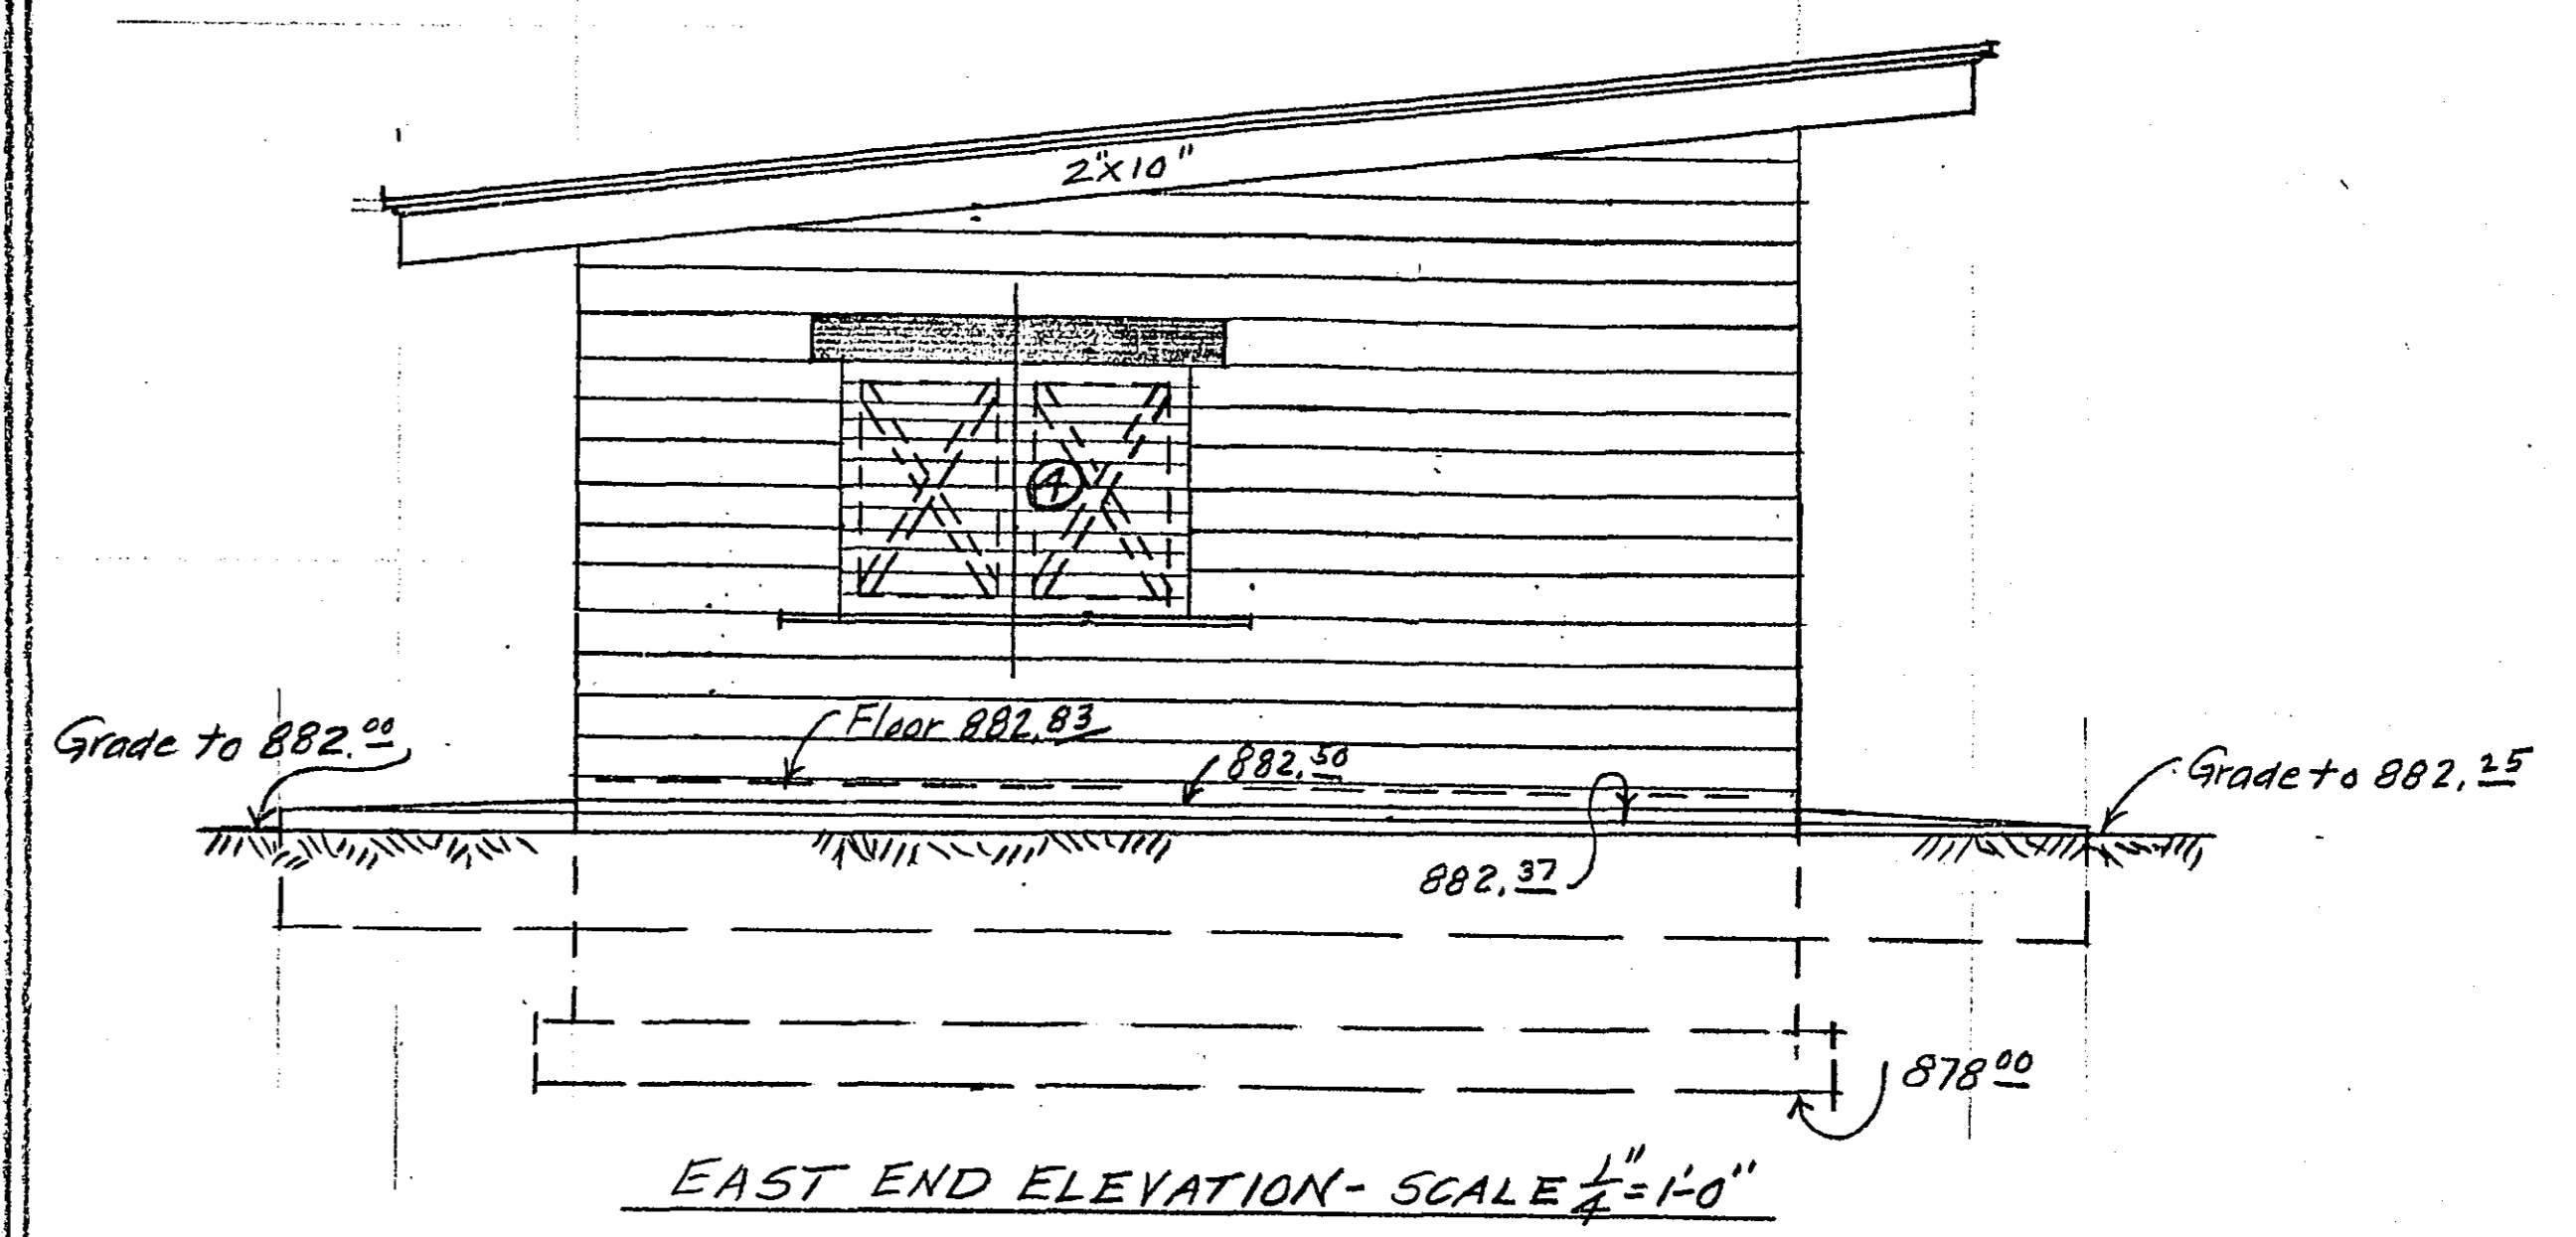 2"X10"
4
Floor 882.83
Grade to 882.00
882.50
Grade to 882.25
882.37
878 00
EAST END ELEVATION - SCALE 1/4" = 1'-0"